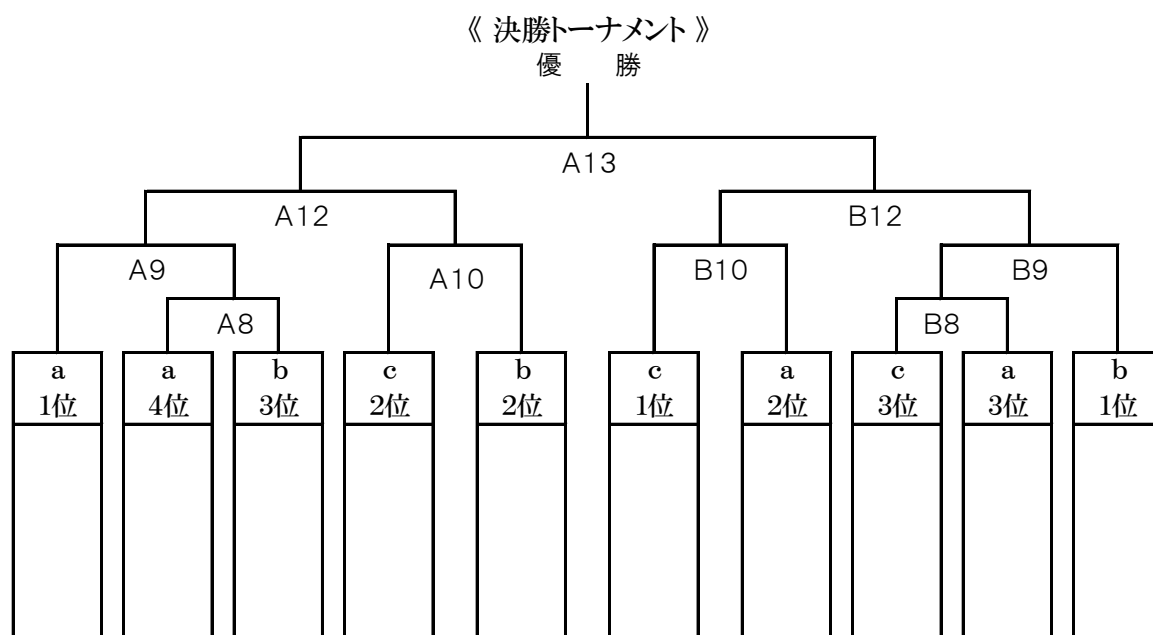 《 決勝トーナメント 》
優 勝
A13
A12 B12
A9 A10 B10 B9
A8 B8
a a b c b c a c a b
1位 4位 3位 2位 2位 1位 2位 3位 3位 1位